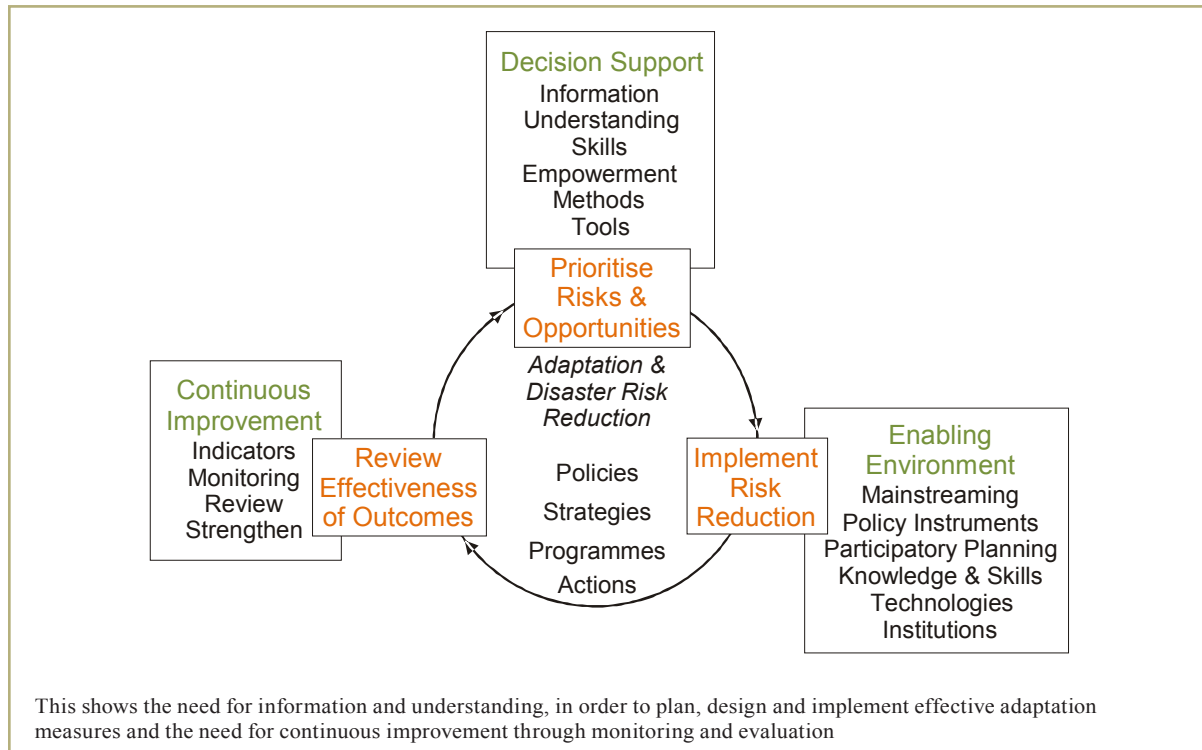 Decision Support
Information
Understanding
Skills
Empowerment
Methods
Tools
Prioritise
Risks &
Opportunities
Adaptation &
Disaster Risk
Reduction
Policies
Strategies
Programmes
Actions
Continuous
Improvement
Indicators
Monitoring
Review
Strengthen
Review
Effectiveness
of Outcomes
Implement
Risk
Reduction
Enabling
Environment
Mainstreaming
Policy Instruments
Participatory Planning
Knowledge & Skills
Technologies
Institutions
This shows the need for information and understanding, in order to plan, design and implement effective adaptation
measures and the need for continuous improvement through monitoring and evaluation